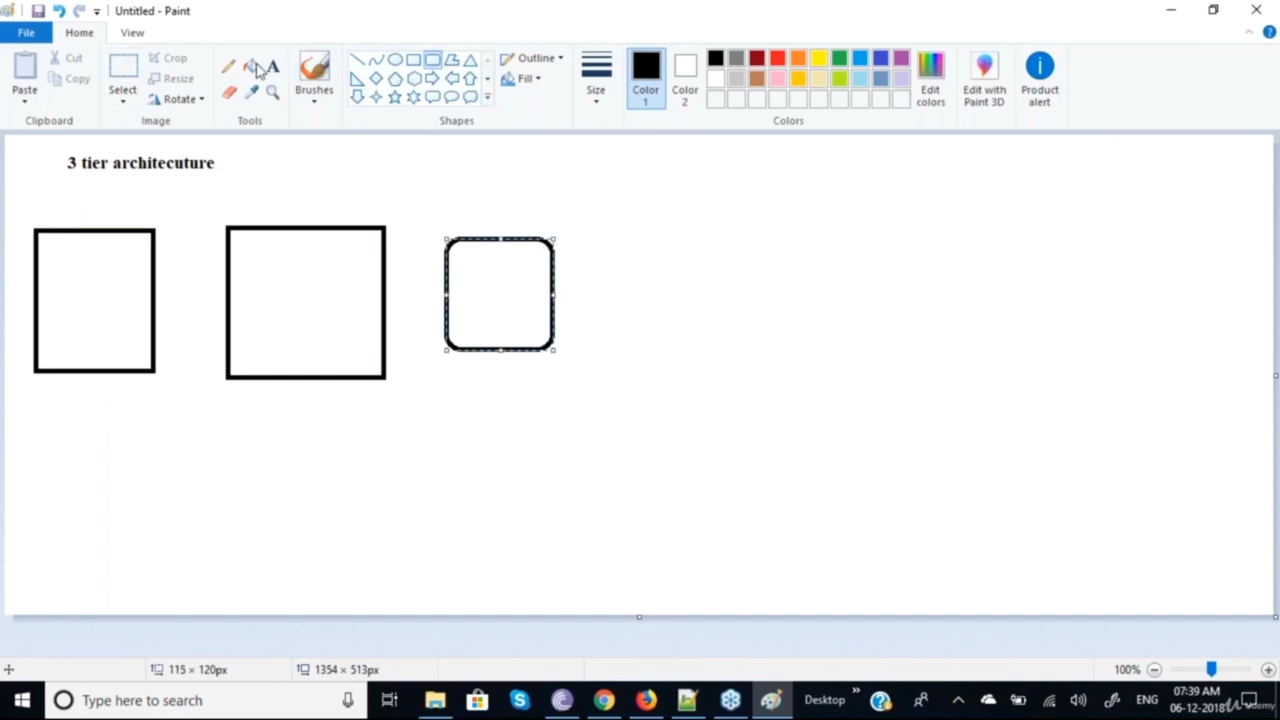 Untitled - Paint
File Home View
Paste
Cut
Copy
Clipboard
Select
Crop
Resize
Rotate
Image
A
Tools
Brushes
Outline
Fill
Shapes
Size
Color 1
Color 2
Edit colors
Colors
Edit with Paint 3D
Product alert
3 tier architecuture
115 × 120px
1354 × 513px
100%
Type here to search
Desktop
ENG
07:39 AM
06-12-2018
Udemy